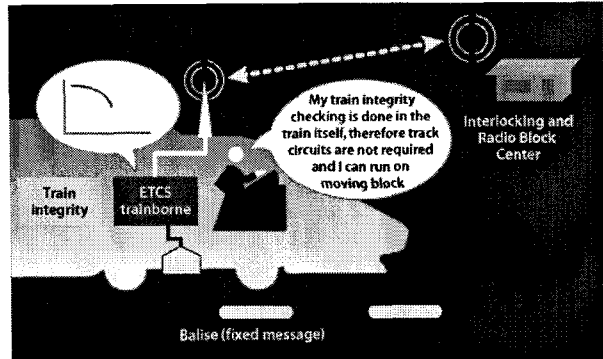 My train integrity
checking is done in the
train itself, therefore track
circuits are not required
and I can run on
moving block
Interlocking and
Radio Block
Center
Train
integrity
ETCS
trainborne
Balise (fixed message)